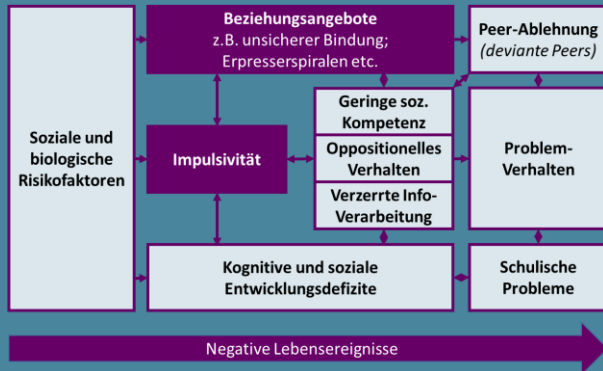 Beziehungsangebote
z.B. unsicherer Bindung;
Erpresserspiralen etc.
Peer-Ablehnung
(deviante Peers)
Soziale und
biologische
Risikofaktoren
Impulsivität
Geringe soz.
Kompetenz
Oppositionelles
Verhalten
Verzerrte Info-
Verarbeitung
Problem-
Verhalten
Kognitive und soziale
Entwicklungsdefizite
Schulische
Probleme
Negative Lebensereignisse